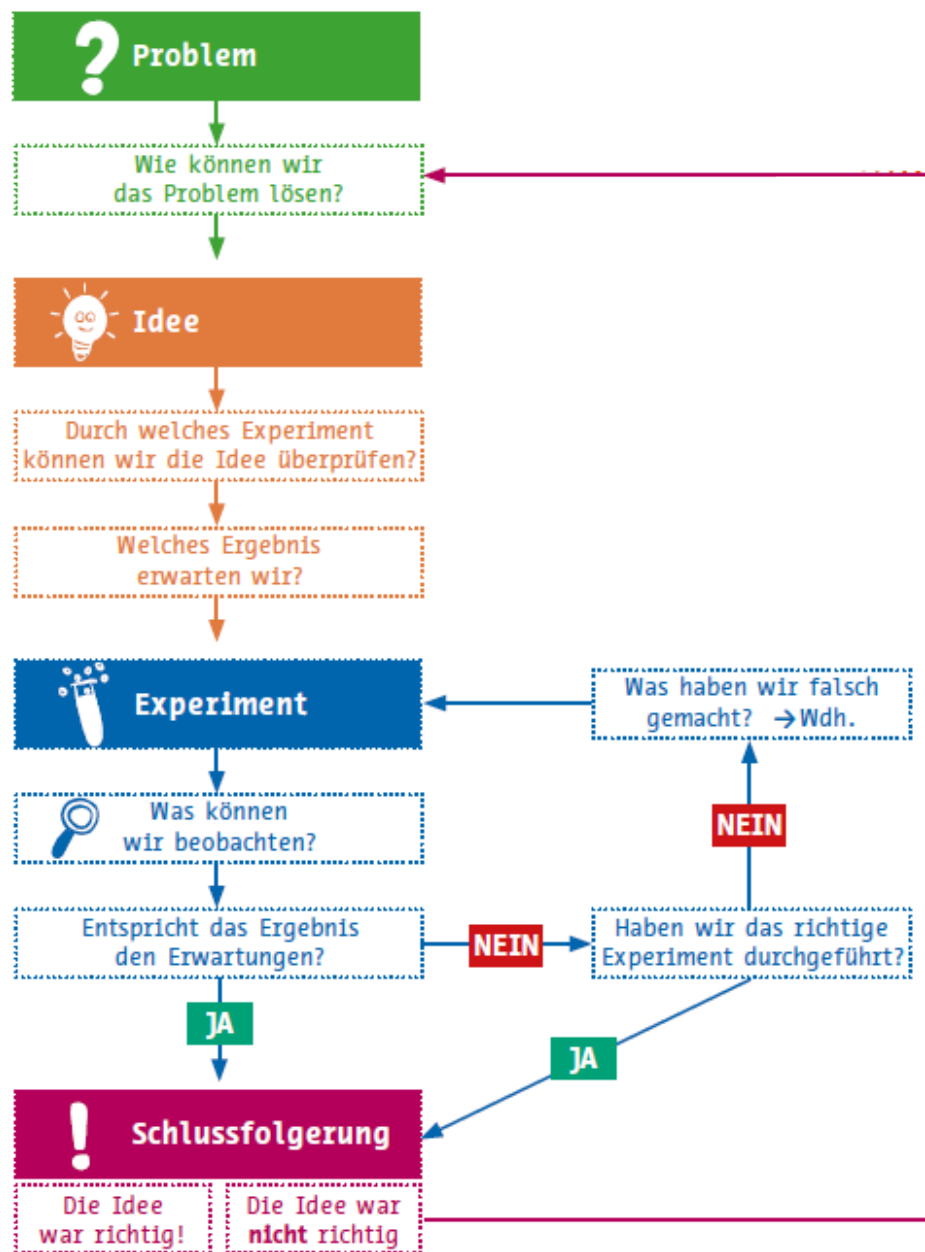 ? Problem
Wie können wir
das Problem lösen?
Idee
Durch welches Experiment
können wir die Idee überprüfen?
Welches Ergebnis
erwarten wir?
Experiment
Was haben wir falsch
gemacht? → Wdh.
Was können
wir beobachten?
NEIN
Entspricht das Ergebnis
den Erwartungen?
NEIN
Haben wir das richtige
Experiment durchgeführt?
JA
JA
! Schlussfolgerung
Die Idee
war richtig!
Die Idee war
nicht richtig